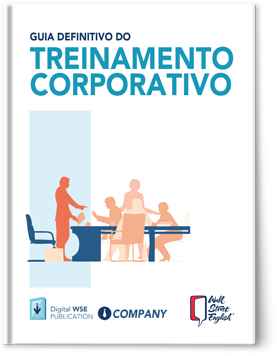 GUIA DEFINITIVO DO
TREINAMENTO
CORPORATIVO
Digital WSE
PUBLICATION
COMPANY
Wall
Street
English